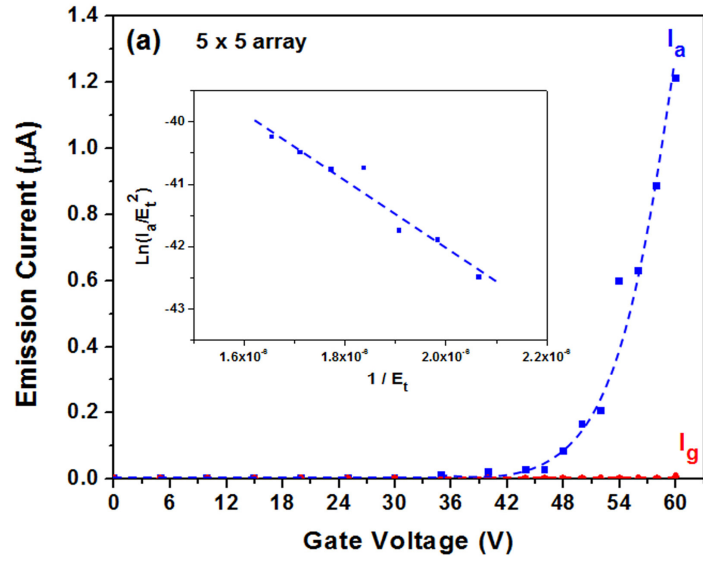 (a) 5 x 5 array
Iₐ
1.4
1.2
1.0
0.8
0.6
0.4
0.2
0.0
Emission Current (μA)
-40
-41
-42
-43
Ln(Iₐ/Eₜ²)
1.6x10⁻⁸ 1.8x10⁻⁸ 2.0x10⁻⁸ 2.2x10⁻⁸
1 / Eₜ
I_g
0 6 12 18 24 30 36 42 48 54 60
Gate Voltage (V)